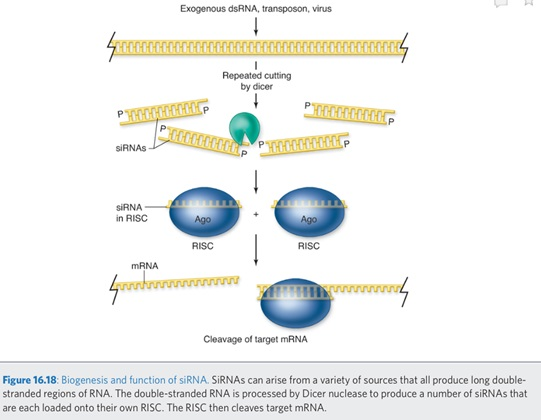 Exogenous dsRNA, transposon, virus
Repeated cutting
by dicer
P
P
P
P
P
P
P
P
siRNAs
siRNA
in RISC
Ago
+
Ago
RISC
RISC
mRNA
Cleavage of target mRNA
Figure 16.18: Biogenesis and function of siRNA. SiRNAs can arise from a variety of sources that all produce long double-
stranded regions of RNA. The double-stranded RNA is processed by Dicer nuclease to produce a number of siRNAs that
are each loaded onto their own RISC. The RISC then cleaves target mRNA.